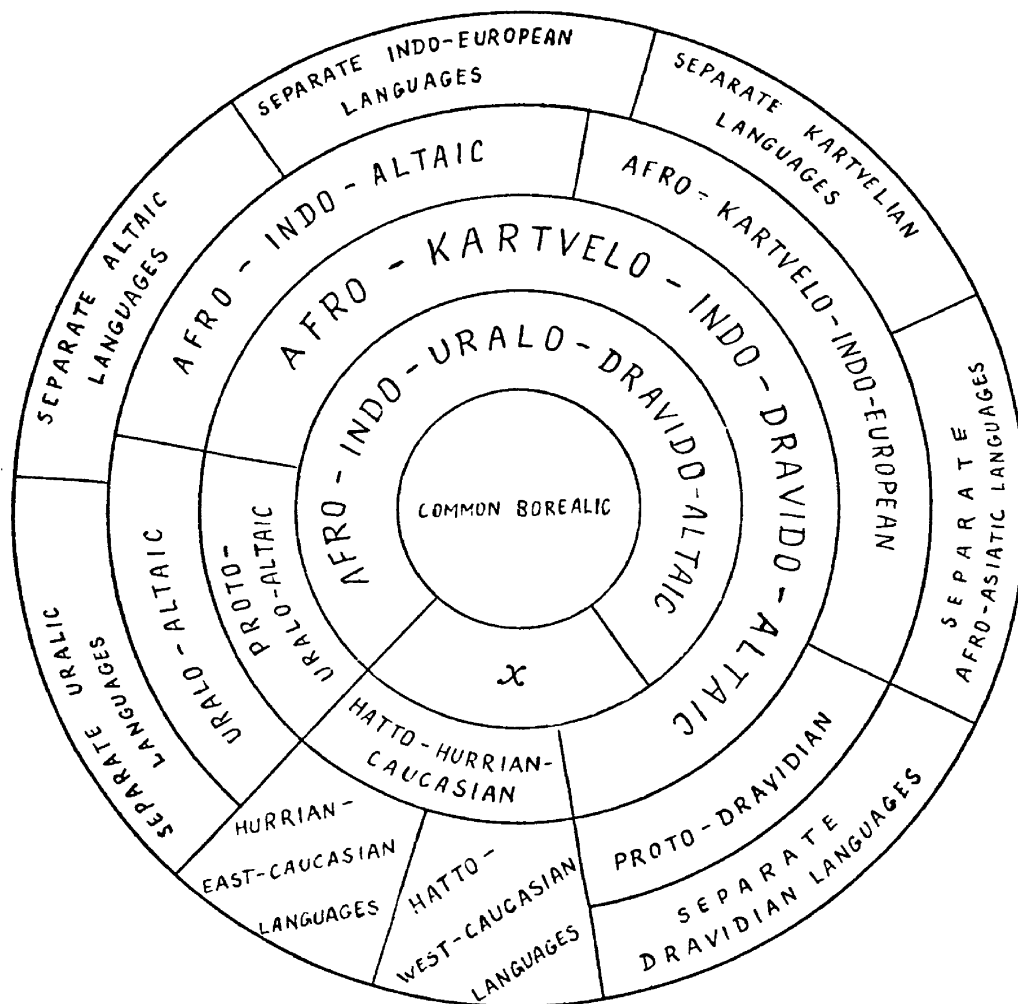 SEPARATE INDO-EUROPEAN
LANGUAGES
SEPARATE KARTVELIAN
LANGUAGES
SEPARATE ALTAIC
LANGUAGES
AFRO-INDO-ALTAIC
AFRO-KARTVELO-INDO-EUROPEAN
AFRO-KARTVELO-INDO-DRAVIDO-ALTAIC
AFRO-INDO-URALO-DRAVIDO-ALTAIC
COMMON BOREALIC
SEPARATE
AFRO-ASIATIC LANGUAGES
SEPARATE URALIC
LANGUAGES
URALO-ALTAIC
PROTO-
URALO-ALTAIC
x
HATTO-HURRIAN-
CAUCASIAN
HURRIAN-
EAST-CAUCASIAN
LANGUAGES
HATTO-
WEST-CAUCASIAN
LANGUAGES
PROTO-DRAVIDIAN
SEPARATE
DRAVIDIAN LANGUAGES